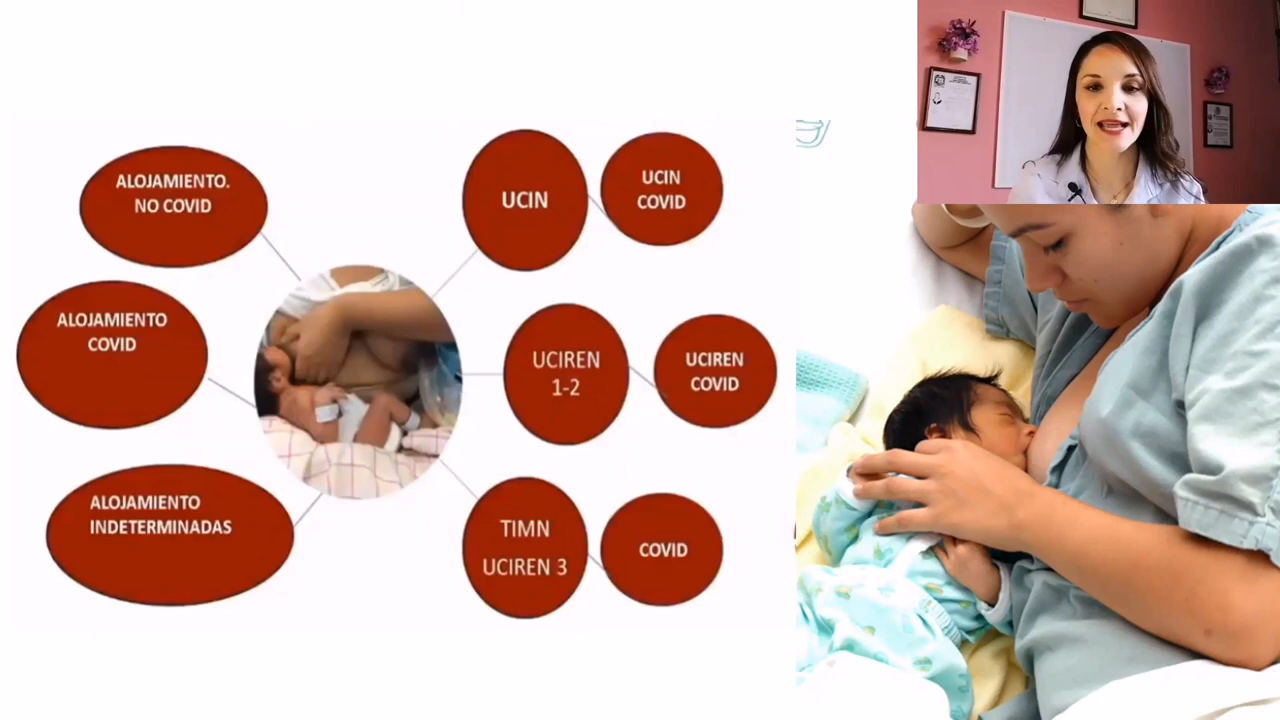 ALOJAMIENTO.
NO COVID
ALOJAMIENTO
COVID
ALOJAMIENTO
INDETERMINADAS
UCIN
UCIN
COVID
UCIREN
1-2
UCIREN
COVID
TIMN
UCIREN 3
COVID